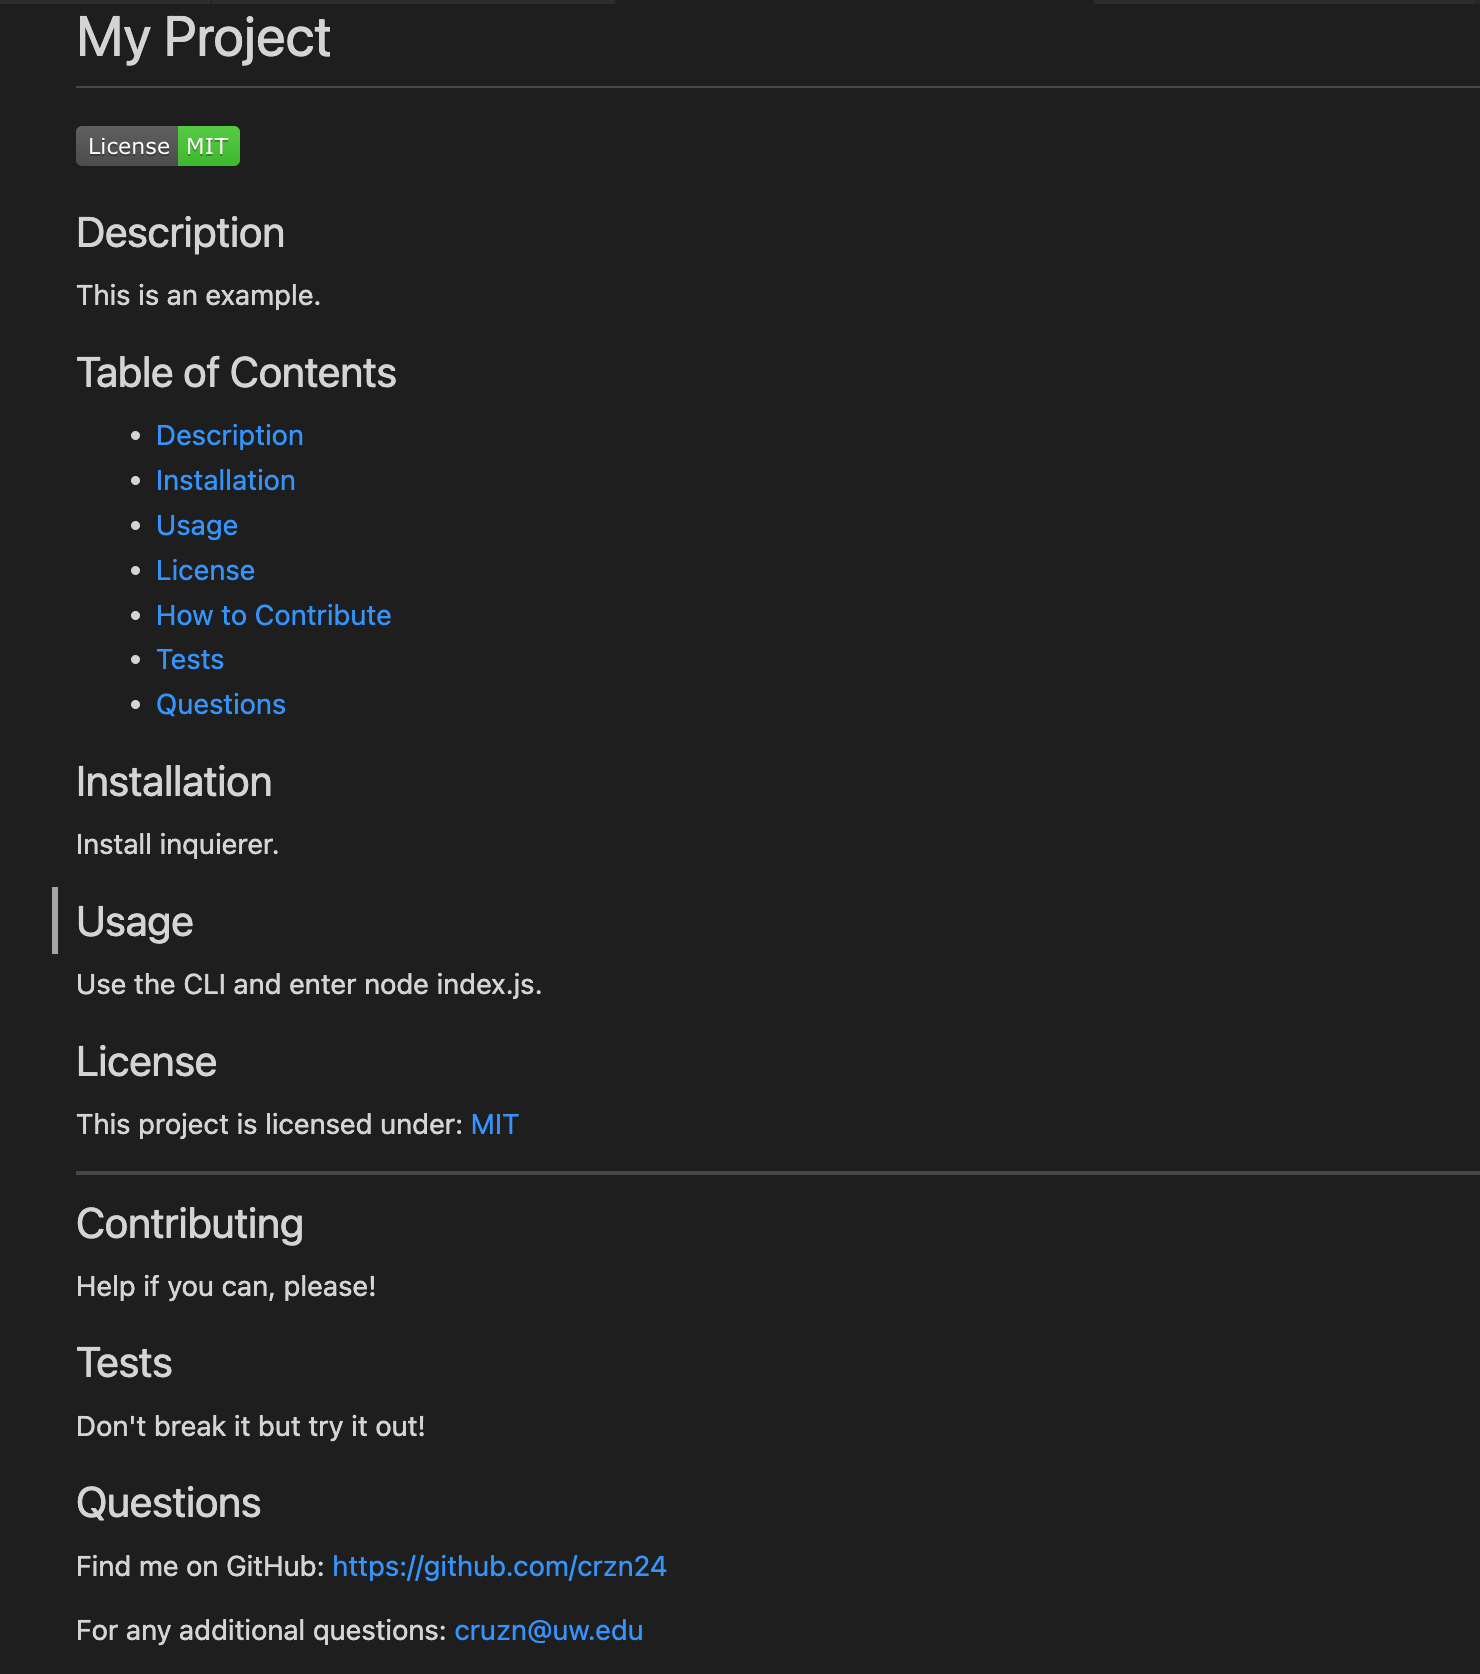 My Project
License MIT
Description
This is an example.
Table of Contents
• Description
• Installation
• Usage
• License
• How to Contribute
• Tests
• Questions
Installation
Install inquierer.
Usage
Use the CLI and enter node index.js.
License
This project is licensed under: MIT
Contributing
Help if you can, please!
Tests
Don't break it but try it out!
Questions
Find me on GitHub: https://github.com/crzn24
For any additional questions: cruzn@uw.edu